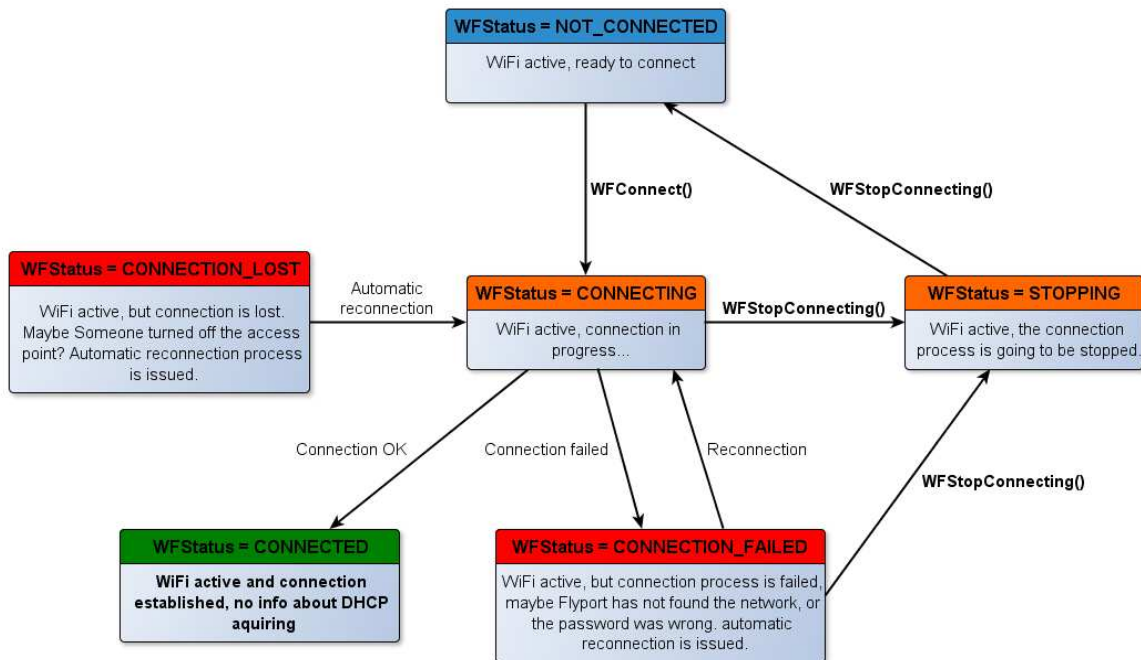 WFStatus = NOT_CONNECTED
WiFi active, ready to connect
WFConnect()
WFStopConnecting()
WFStatus = CONNECTION_LOST
WiFi active, but connection is lost.
Maybe Someone turned off the access
point? Automatic reconnection process
is issued.
Automatic
reconnection
WFStatus = CONNECTING
WiFi active, connection in
progress...
WFStopConnecting()
WFStatus = STOPPING
WiFi active, the connection
process is going to be stopped.
Connection OK
Connection failed
Reconnection
WFStopConnecting()
WFStatus = CONNECTED
WiFi active and connection
established, no info about DHCP
aquiring
WFStatus = CONNECTION_FAILED
WiFi active, but connection process is failed,
maybe Flyport has not found the network, or
the password was wrong. automatic
reconnection is issued.